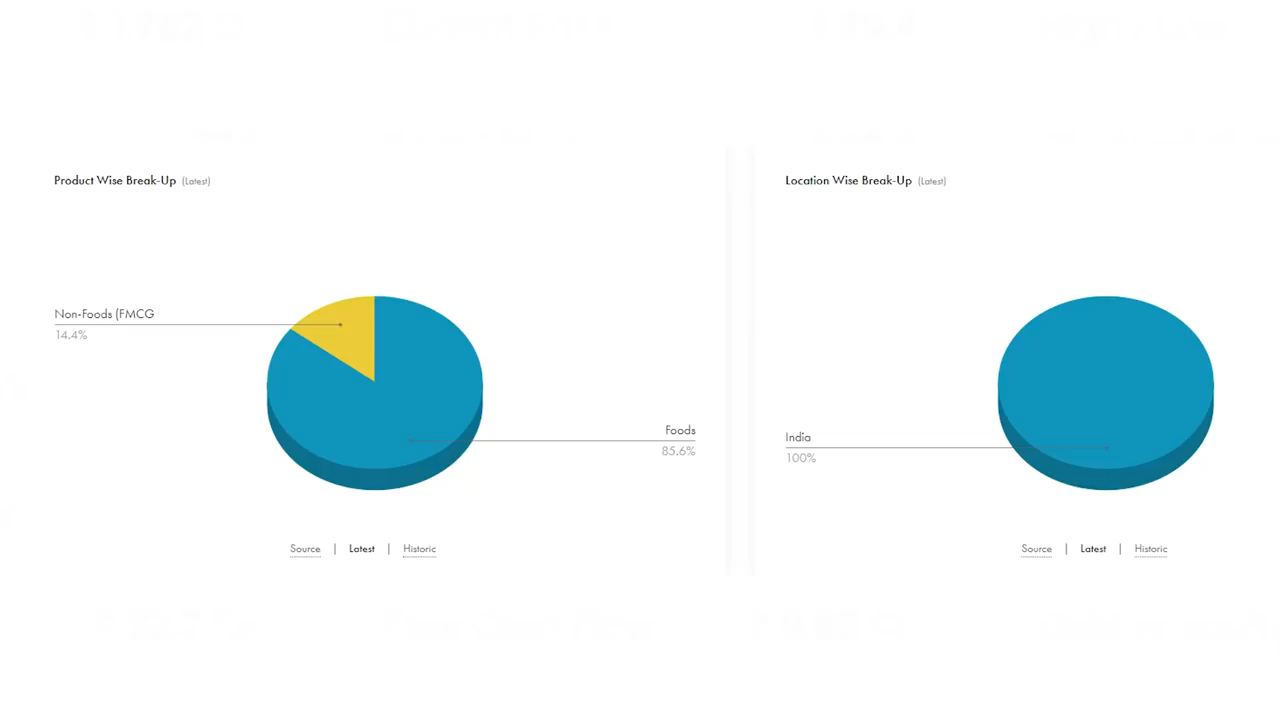 Product Wise Break-Up (Latest)
Non-Foods (FMCG
14.4%
Foods
85.6%
Source | Latest | Historic
Location Wise Break-Up (Latest)
India
100%
Source | Latest | Historic